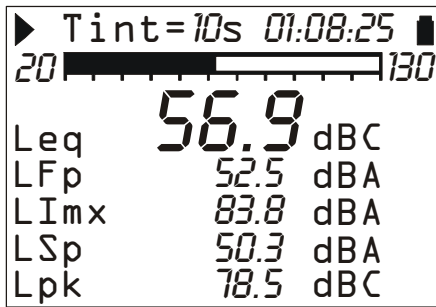 Tint=10s 01:08:25
20 130
Leq 56.9 dBC
LFp 52.5 dBA
LImx 83.8 dBA
LSp 50.3 dBA
Lpk 78.5 dBC